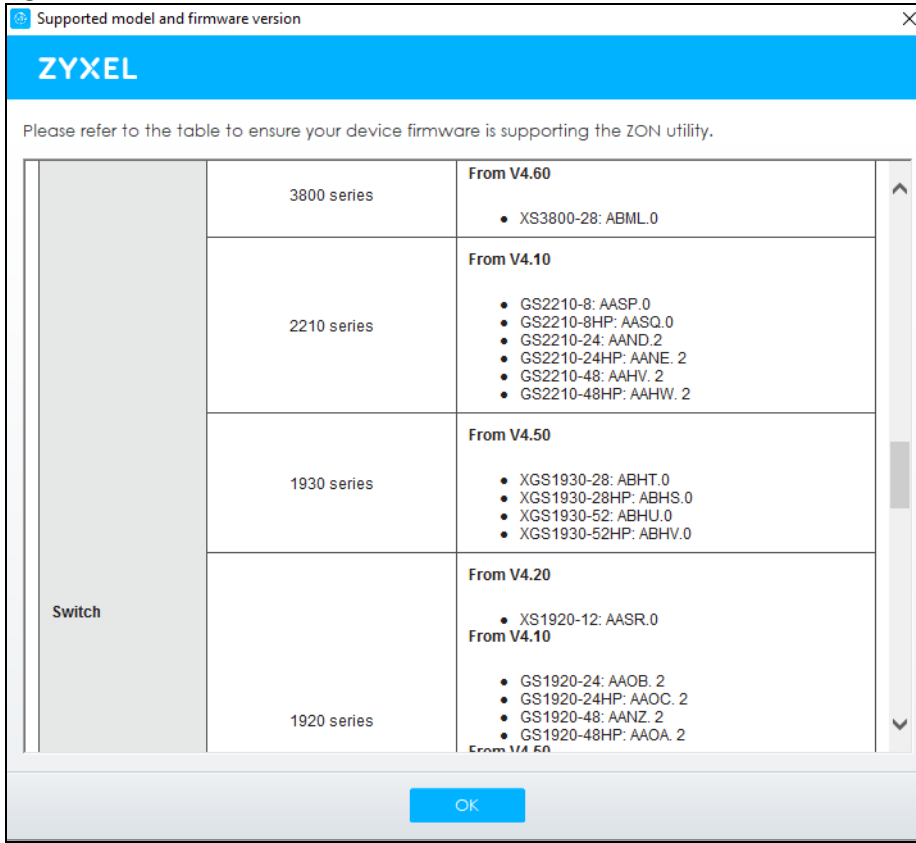 Supported model and firmware version
ZYXEL
Please refer to the table to ensure your device firmware is supporting the ZON utility.
Switch
3800 series
From V4.60
• XS3800-28: ABML.0
2210 series
From V4.10
• GS2210-8: AASP.0
• GS2210-8HP: AASQ.0
• GS2210-24: AAND.2
• GS2210-24HP: AANE. 2
• GS2210-48: AAHV. 2
• GS2210-48HP: AAHW. 2
1930 series
From V4.50
• XGS1930-28: ABHT.0
• XGS1930-28HP: ABHS.0
• XGS1930-52: ABHU.0
• XGS1930-52HP: ABHV.0
1920 series
From V4.20
• XS1920-12: AASR.0
From V4.10
• GS1920-24: AAOB. 2
• GS1920-24HP: AAOC. 2
• GS1920-48: AANZ. 2
• GS1920-48HP: AAOA. 2
From
OK